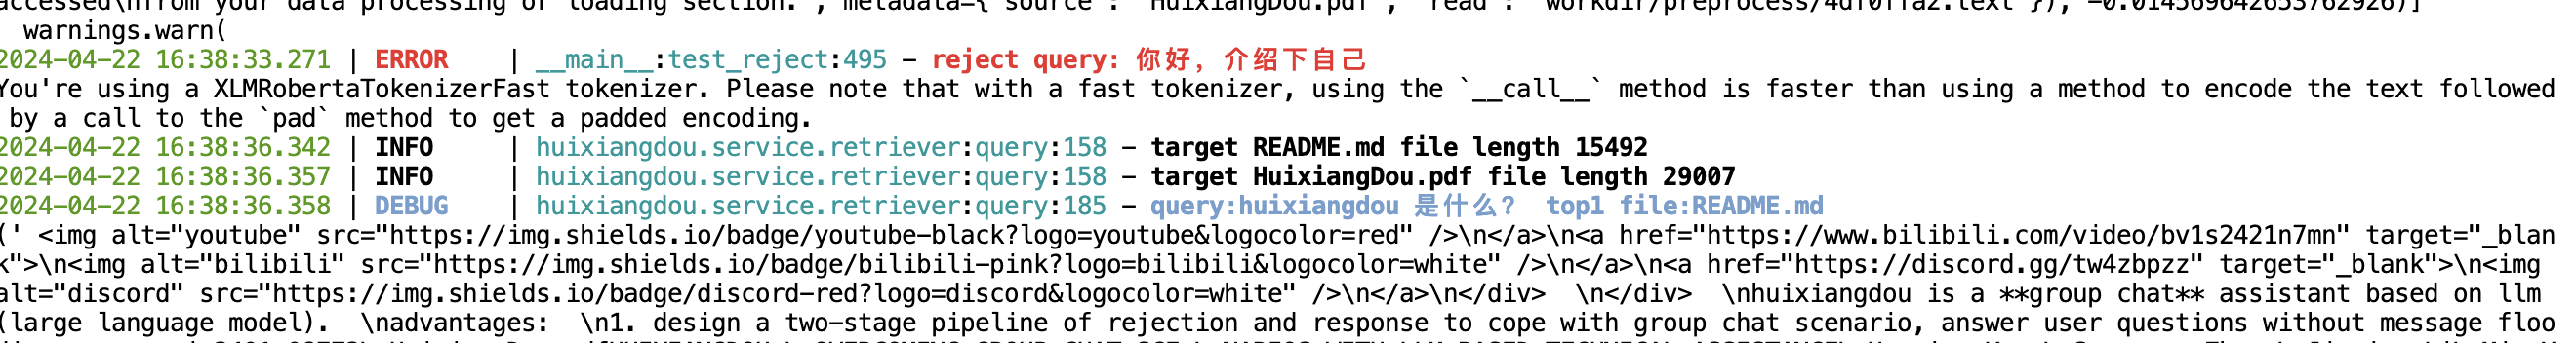 accessed\nfrom your data processing or loading section.', metadata={'source': 'HuixiangDou.pdf', 'read': 'workdir/preprocess/4df0ffa2.text'}), -0.014569642653762926)]
  warnings.warn(
2024-04-22 16:38:33.271 | ERROR    | __main__:test_reject:495 - reject query: 你好，介绍下自己
You're using a XLMRobertaTokenizerFast tokenizer. Please note that with a fast tokenizer, using the `__call__` method is faster than using a method to encode the text followed
 by a call to the `pad` method to get a padded encoding.
2024-04-22 16:38:36.342 | INFO     | huixiangdou.service.retriever:query:158 - target README.md file length 15492
2024-04-22 16:38:36.357 | INFO     | huixiangdou.service.retriever:query:158 - target HuixiangDou.pdf file length 29007
2024-04-22 16:38:36.358 | DEBUG    | huixiangdou.service.retriever:query:185 - query:huixiangdou 是什么?  top1 file:README.md
(' <img alt="youtube" src="https://img.shields.io/badge/youtube-black?logo=youtube&logocolor=red" />\n</a>\n<a href="https://www.bilibili.com/video/bv1s2421n7mn" target="_blan
k">\n<img alt="bilibili" src="https://img.shields.io/badge/bilibili-pink?logo=bilibili&logocolor=white" />\n</a>\n<a href="https://discord.gg/tw4zbpzz" target="_blank">\n<img
alt="discord" src="https://img.shields.io/badge/discord-red?logo=discord&logocolor=white" />\n</a>\n</div>  \n</div>  \nhuixiangdou is a **group chat** assistant based on llm
(large language model).  \nadvantages:  \n1. design a two-stage pipeline of rejection and response to cope with group chat scenario, answer user questions without message floo